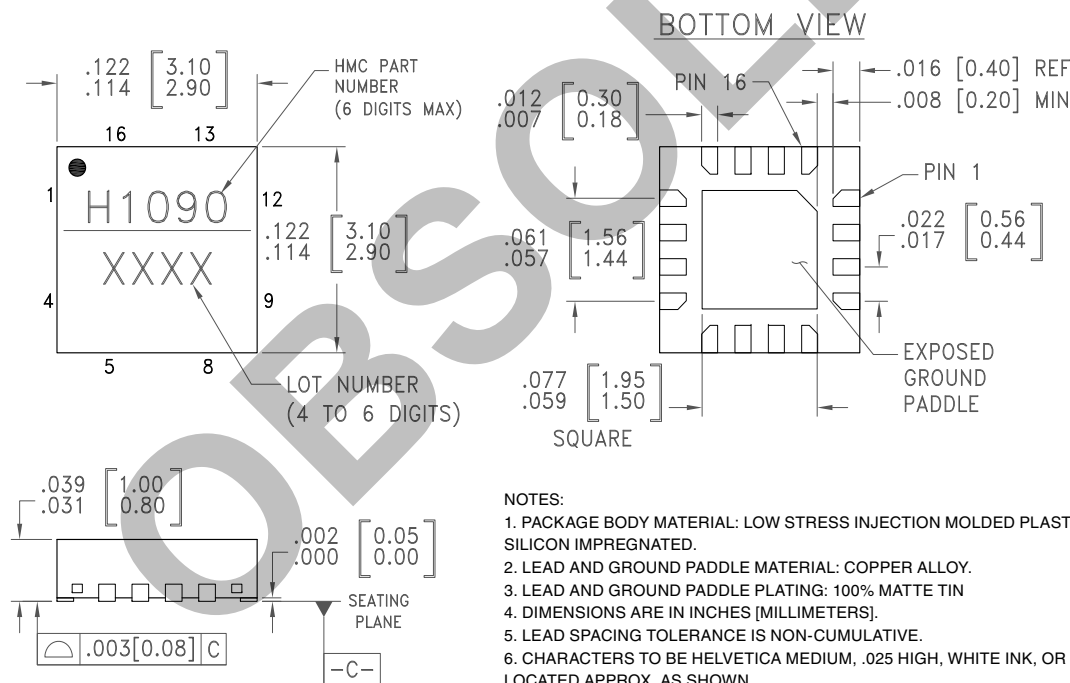 BOTTOM VIEW
.122 [3.10]
.114 [2.90]
HMC PART
NUMBER
(6 DIGITS MAX)
16 13
1
H1090
XXXX
12
4
9
5 8
.122 [3.10]
.114 [2.90]
LOT NUMBER
(4 TO 6 DIGITS)
PIN 16
.016 [0.40] REF
.008 [0.20] MIN
.012 [0.30]
.007 [0.18]
PIN 1
.022 [0.56]
.017 [0.44]
.061 [1.56]
.057 [1.44]
EXPOSED
GROUND
PADDLE
.077 [1.95]
.059 [1.50]
SQUARE
.039 [1.00]
.031 [0.80]
.002 [0.05]
.000 [0.00]
SEATING
PLANE
.003[0.08] C
-C-
NOTES:
1. PACKAGE BODY MATERIAL: LOW STRESS INJECTION MOLDED PLAST
SILICON IMPREGNATED.
2. LEAD AND GROUND PADDLE MATERIAL: COPPER ALLOY.
3. LEAD AND GROUND PADDLE PLATING: 100% MATTE TIN
4. DIMENSIONS ARE IN INCHES [MILLIMETERS].
5. LEAD SPACING TOLERANCE IS NON-CUMULATIVE.
6. CHARACTERS TO BE HELVETICA MEDIUM, .025 HIGH, WHITE INK, OR
LOCATED APPROX. AS SHOWN
OBSOL